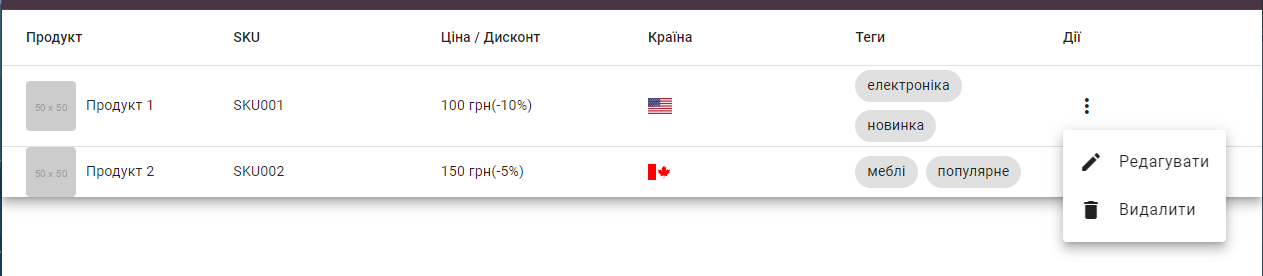 Продукт SKU Ціна / Дисконт Країна Теги Дії
50 x 50 Продукт 1 SKU001 100 грн(-10%) електроніка
новинка
50 x 50 Продукт 2 SKU002 150 грн(-5%) меблі популярне
Редагувати
Видалити